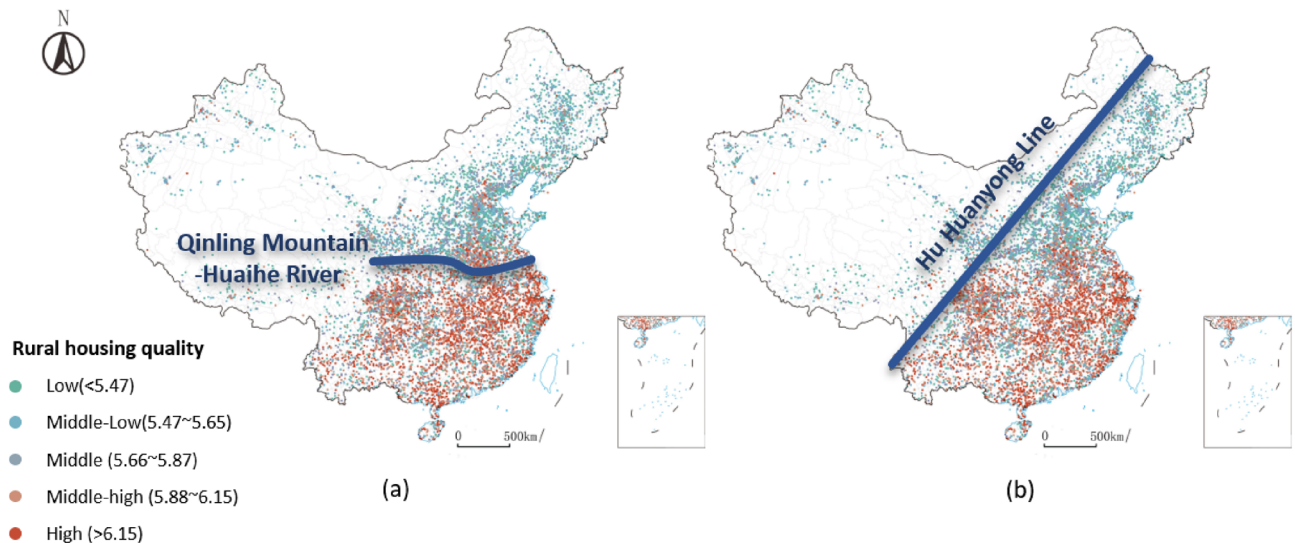 N
Qinling Mountain
-Huaihe River
Hu Huanyong Line
Rural housing quality
Low(<5.47)
Middle-Low(5.47~5.65)
Middle (5.66~5.87)
Middle-high (5.88~6.15)
High (>6.15)
0 500km/
(a)
0 500km/
(b)